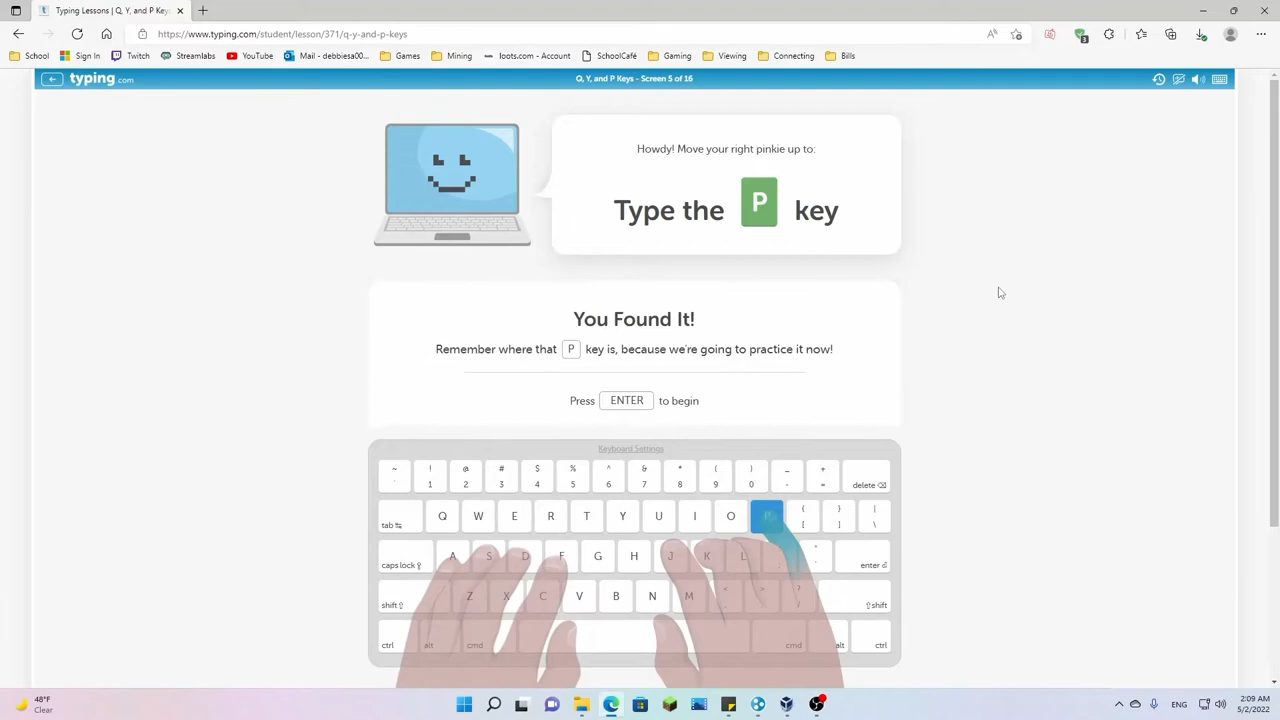 Typing Lessons | Q, Y, and P Key
https://www.typing.com/student/lesson/371/q-y-and-p-keys
School Sign In Twitch Streamlabs YouTube Mail - debbiesa00... Games Mining loots.com - Account SchoolCafé Gaming Viewing Connecting Bills
typing.com
Q, Y, and P Keys - Screen 5 of 16
Howdy! Move your right pinkie up to:
Type the P key
You Found It!
Remember where that P key is, because we're going to practice it now!
Press ENTER to begin
Keyboard Settings
~ ! @ # $ % ^ & * ( ) _ +
` 1 2 3 4 5 6 7 8 9 0 - = delete
tab Q W E R T Y U I O P { [ } ] | \
caps lock A S D F G H J K L : ; " ' enter
shift Z X C V B N M < , > . ? / shift
ctrl alt cmd cmd alt ctrl
48°F
Clear
ENG
2:09 AM
5/2/2022